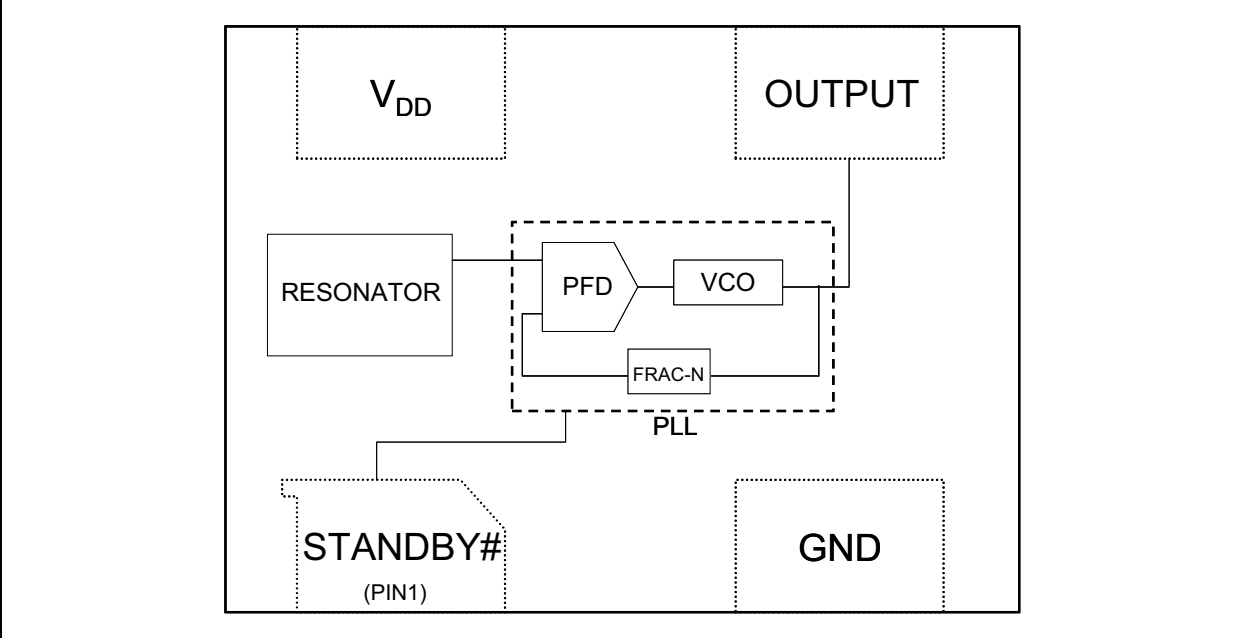 VDD
OUTPUT
RESONATOR
PFD
VCO
FRAC-N
PLL
STANDBY#
(PIN1)
GND